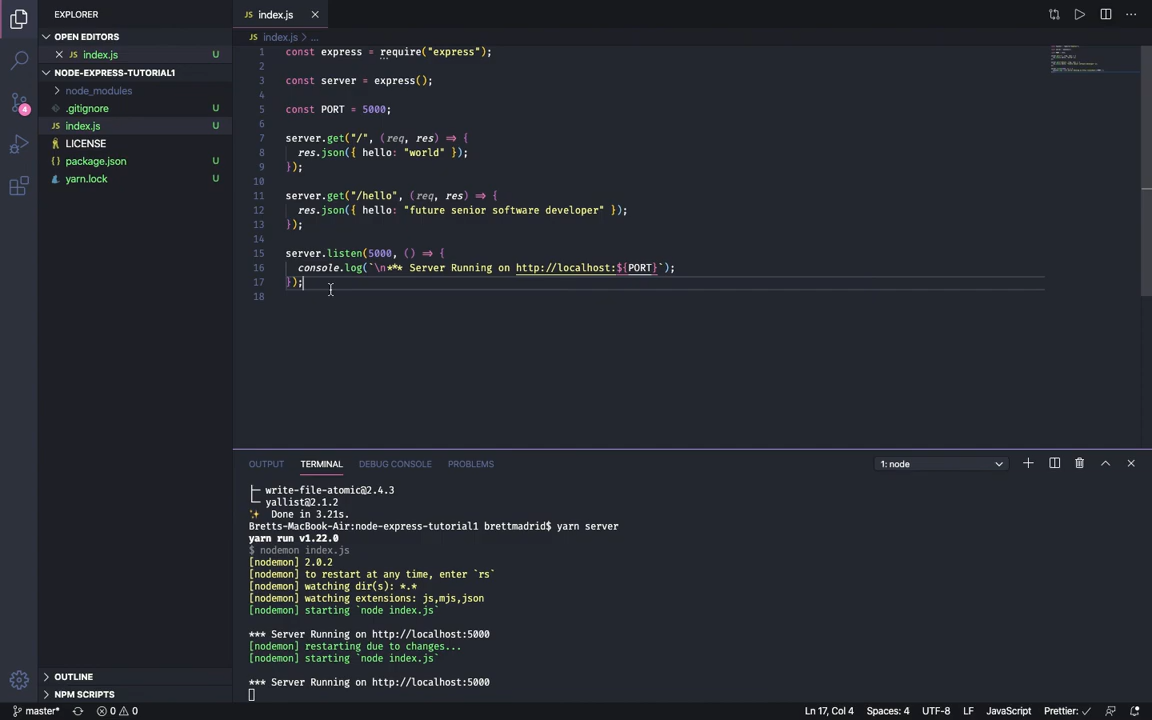 EXPLORER
OPEN EDITORS
JS index.js U
NODE-EXPRESS-TUTORIAL1
node_modules
.gitignore U
JS index.js U
LICENSE
{} package.json U
yarn.lock U
OUTLINE
NPM SCRIPTS
4
JS index.js
JS index.js > ...
1 const express = require("express");
2
3 const server = express();
4
5 const PORT = 5000;
6
7 server.get("/", (req, res) => {
8 res.json({ hello: "world" });
9 });
10
11 server.get("/hello", (req, res) => {
12 res.json({ hello: "future senior software developer" });
13 });
14
15 server.listen(5000, () => {
16 console.log(`\n*** Server Running on http://localhost:${PORT}`);
17 });
18
OUTPUT TERMINAL DEBUG CONSOLE PROBLEMS 1: node
├─ write-file-atomic@2.4.3
└─ yallist@2.1.2
✨ Done in 3.21s.
Bretts-MacBook-Air:node-express-tutorial1 brettmadrid$ yarn server
yarn run v1.22.0
$ nodemon index.js
[nodemon] 2.0.2
[nodemon] to restart at any time, enter `rs`
[nodemon] watching dir(s): *.*
[nodemon] watching extensions: js,mjs,json
[nodemon] starting `node index.js`
*** Server Running on http://localhost:5000
[nodemon] restarting due to changes...
[nodemon] starting `node index.js`
*** Server Running on http://localhost:5000
master* 0 0 Ln 17, Col 4 Spaces: 4 UTF-8 LF JavaScript Prettier: ✓